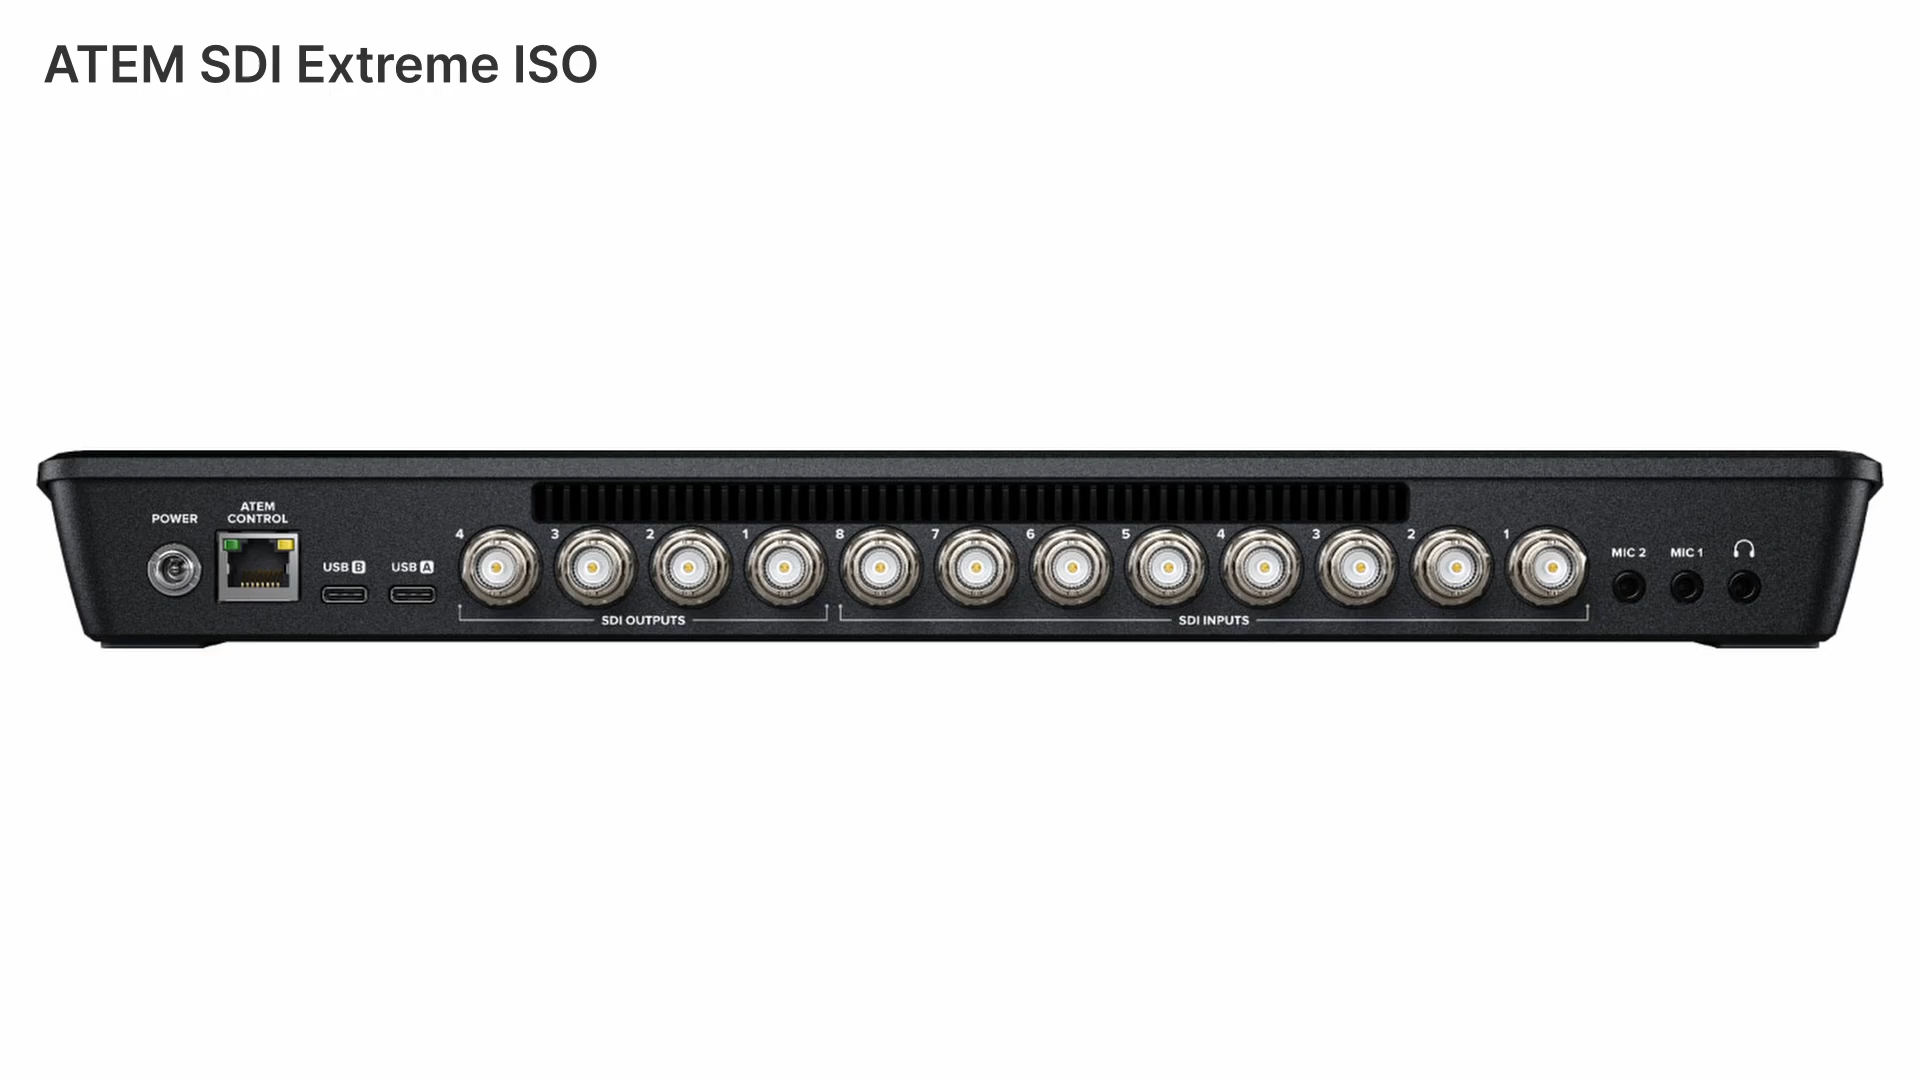 ATEM SDI Extreme ISO
POWER
ATEM
CONTROL
USB B
USB A
4 3 2 1 8 7 6 5 4 3 2 1
SDI OUTPUTS
SDI INPUTS
MIC 2
MIC 1